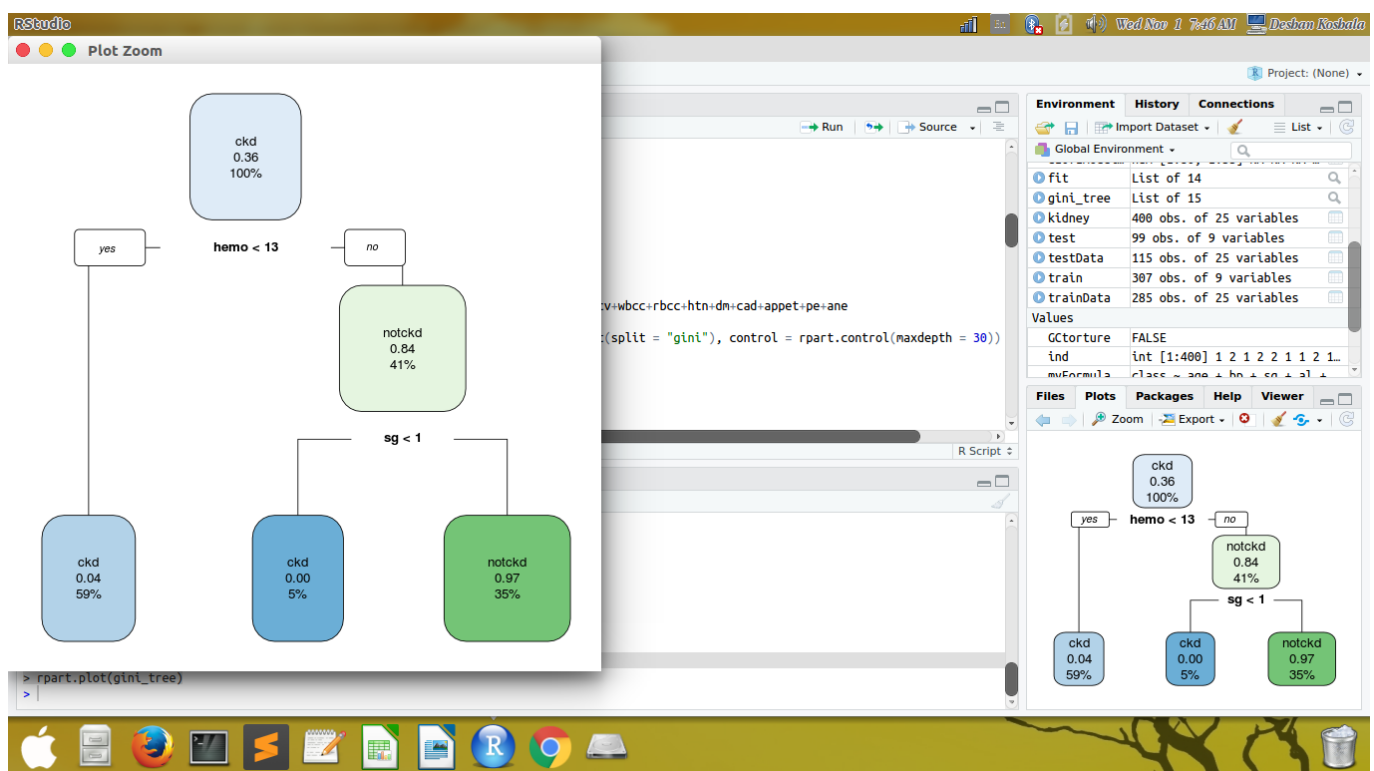 RStudio
Wed Nov 1 7:46 AM Desban Kosbala
Plot Zoom
ckd
0.36
100%
yes
hemo < 13
no
notckd
0.84
41%
sg < 1
ckd
0.04
59%
ckd
0.00
5%
notckd
0.97
35%
Project: (None)
Run
Source
cv+wbcc+rbcc+htn+dm+cad+appet+pe+ane
(split = "gini"), control = rpart.control(maxdepth = 30))
R Script
> rpart.plot(gini_tree)
>
Environment History Connections
Import Dataset
List
Global Environment
fit List of 14
gini_tree List of 15
kidney 400 obs. of 25 variables
test 99 obs. of 9 variables
testData 115 obs. of 25 variables
train 307 obs. of 9 variables
trainData 285 obs. of 25 variables
Values
GCtorture FALSE
ind int [1:400] 1 2 1 2 2 1 1 2 1…
myFormula class ~ age + bp + sg + al +
Files Plots Packages Help Viewer
Zoom
Export
ckd
0.36
100%
yes
hemo < 13
no
notckd
0.84
41%
sg < 1
ckd
0.04
59%
ckd
0.00
5%
notckd
0.97
35%